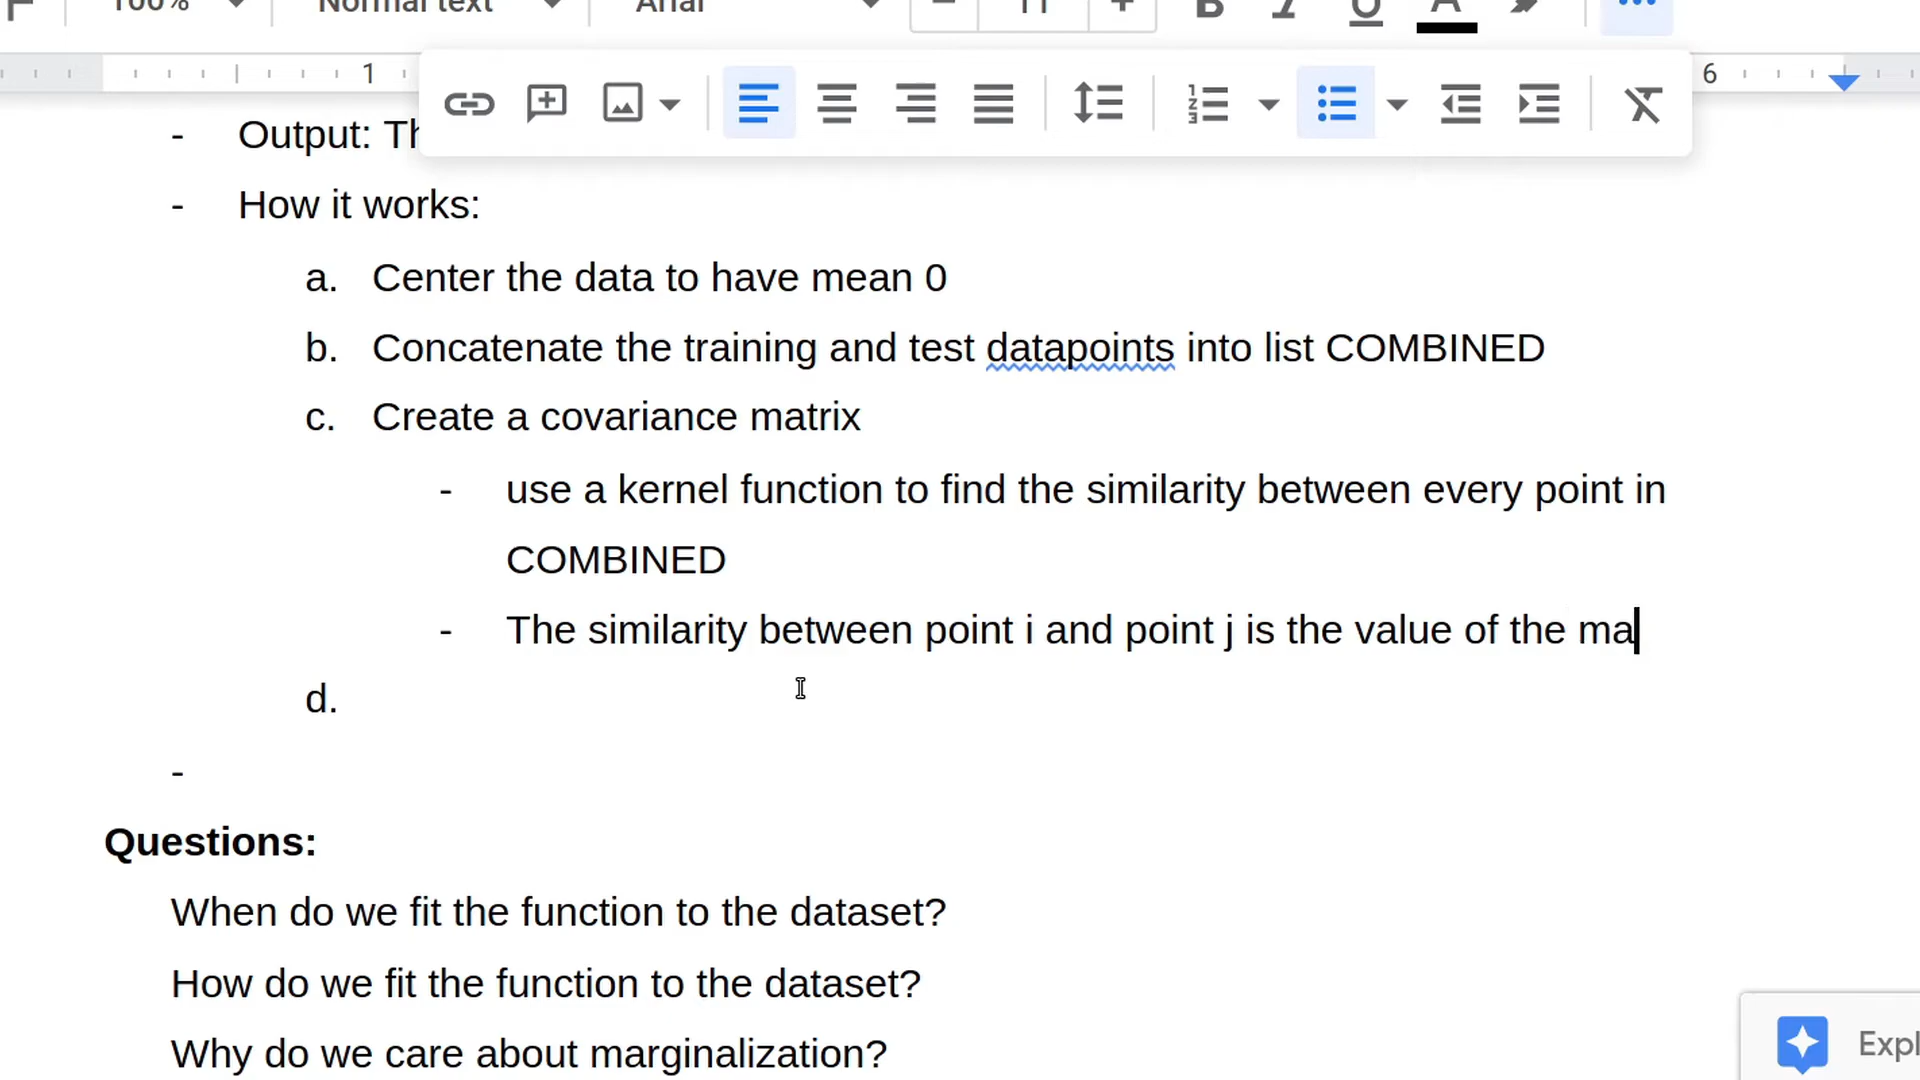 100% Normal text Arial 11
1 6
- Output: Th
- How it works:
a. Center the data to have mean 0
b. Concatenate the training and test datapoints into list COMBINED
c. Create a covariance matrix
- use a kernel function to find the similarity between every point in
COMBINED
- The similarity between point i and point j is the value of the ma
d.
-
Questions:
When do we fit the function to the dataset?
How do we fit the function to the dataset?
Why do we care about marginalization?
Expl